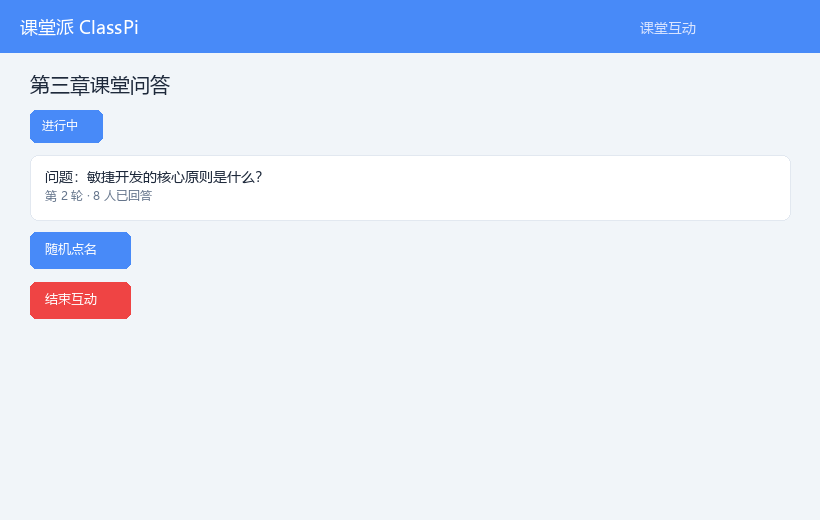 课堂派 ClassPi
课堂互动
第三章课堂问答
进行中
问题：敏捷开发的核心原则是什么？
第 2 轮 · 8 人已回答
随机点名
结束互动